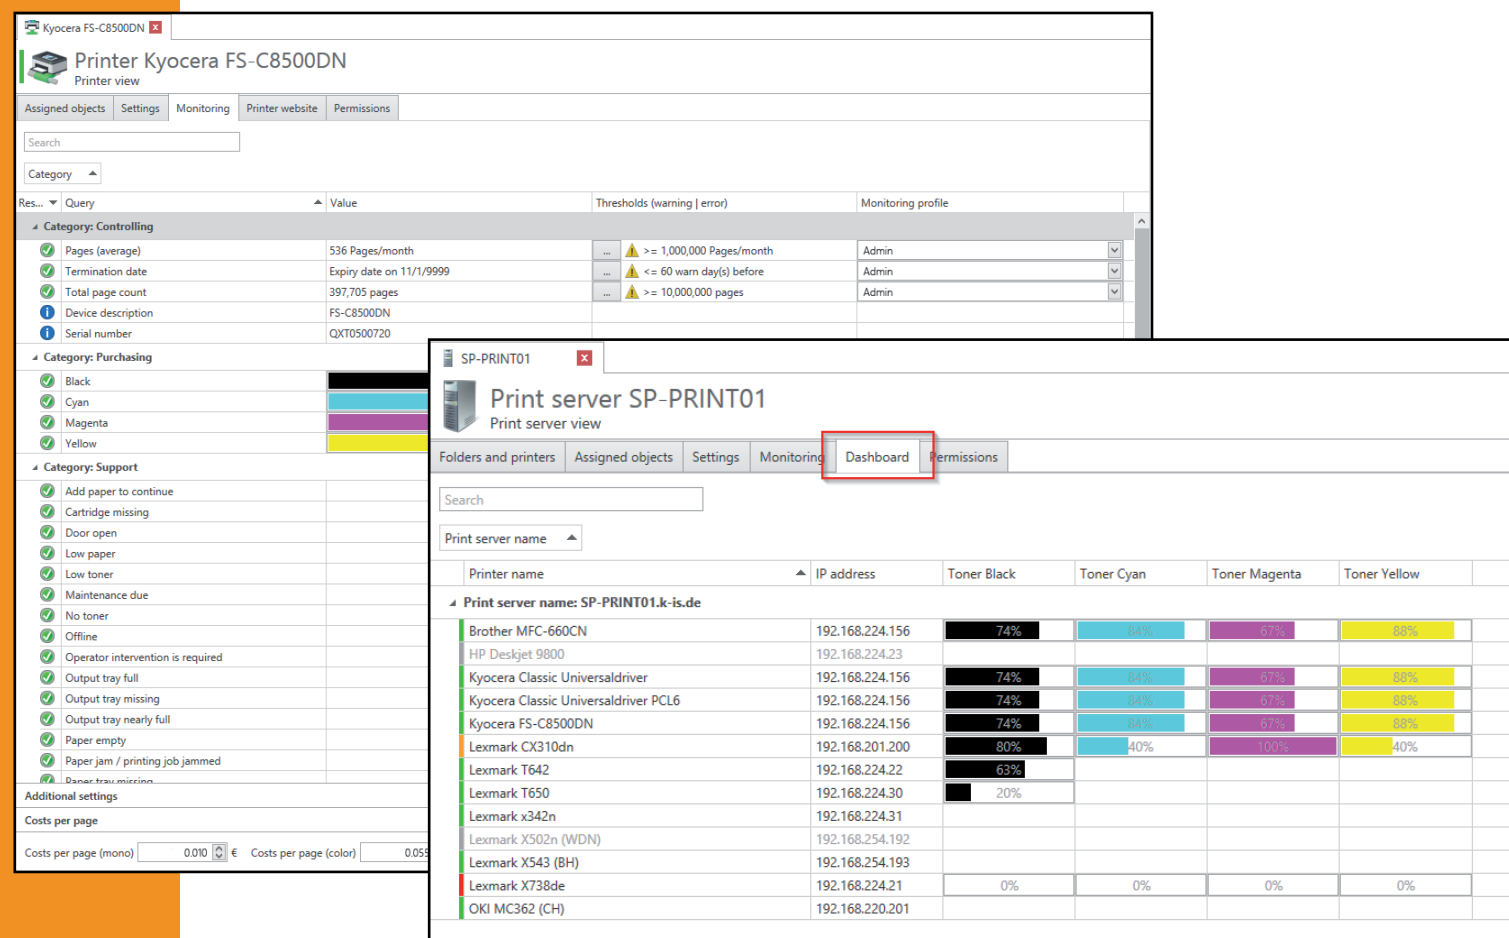 Kyocera FS-C8500DN
Printer Kyocera FS-C8500DN
Printer view
Assigned objects Settings Monitoring Printer website Permissions
Search
Category
Res... Query Value Thresholds (warning | error) Monitoring profile
Category: Controlling
Pages (average) 536 Pages/month ... >= 1,000,000 Pages/month Admin
Termination date Expiry date on 11/1/9999 ... <= 60 warn day(s) before Admin
Total page count 397,705 pages ... >= 10,000,000 pages Admin
Device description FS-C8500DN
Serial number QXT0500720
Category: Purchasing
Black
Cyan
Magenta
Yellow
Category: Support
Add paper to continue
Cartridge missing
Door open
Low paper
Low toner
Maintenance due
No toner
Offline
Operator intervention is required
Output tray full
Output tray missing
Output tray nearly full
Paper empty
Paper jam / printing job jammed
Paper tray missing
Additional settings
Costs per page
Costs per page (mono) 0.010 € Costs per page (color) 0.055
SP-PRINT01
Print server SP-PRINT01
Print server view
Folders and printers Assigned objects Settings Monitoring Dashboard Permissions
Search
Print server name
Printer name IP address Toner Black Toner Cyan Toner Magenta Toner Yellow
Print server name: SP-PRINT01.k-is.de
Brother MFC-660CN 192.168.224.156 74% 84% 67% 88%
HP Deskjet 9800 192.168.224.23
Kyocera Classic Universaldriver 192.168.224.156 74% 84% 67% 88%
Kyocera Classic Universaldriver PCL6 192.168.224.156 74% 84% 67% 88%
Kyocera FS-C8500DN 192.168.224.156 74% 84% 67% 88%
Lexmark CX310dn 192.168.201.200 80% 40% 100% 40%
Lexmark T642 192.168.224.22 63%
Lexmark T650 192.168.224.30 20%
Lexmark x342n 192.168.224.31
Lexmark X502n (WDN) 192.168.254.192
Lexmark X543 (BH) 192.168.254.193
Lexmark X738de 192.168.224.21 0% 0% 0% 0%
OKI MC362 (CH) 192.168.220.201